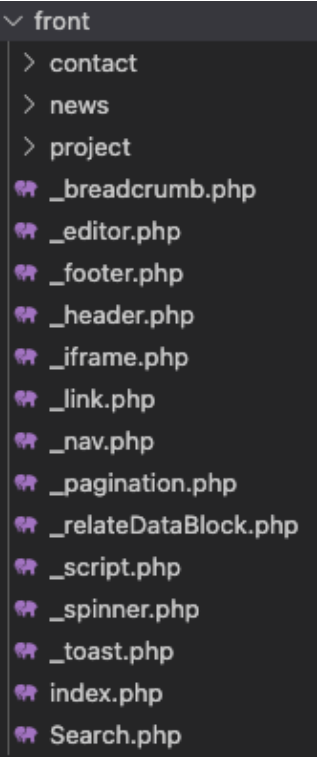 front
contact
news
project
_breadcrumb.php
_editor.php
_footer.php
_header.php
_iframe.php
_link.php
_nav.php
_pagination.php
_relateDataBlock.php
_script.php
_spinner.php
_toast.php
index.php
Search.php